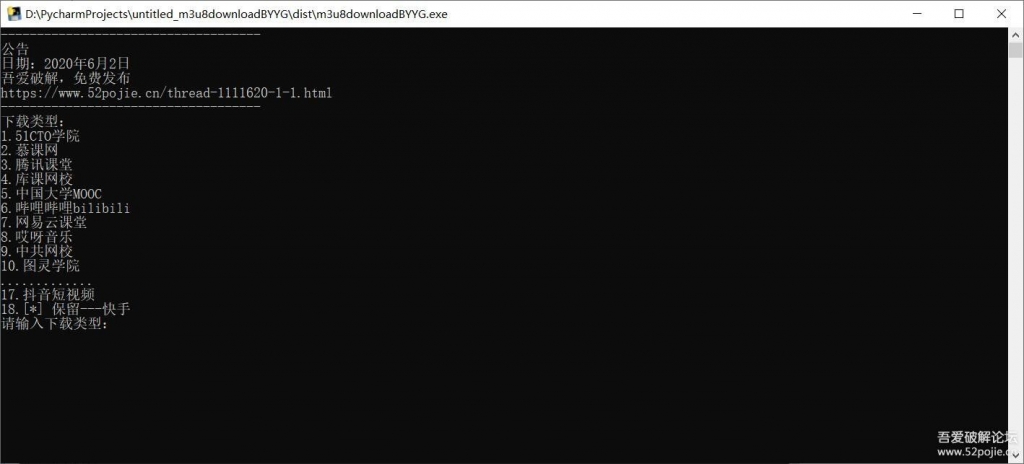 D:\PycharmProjects\untitled_m3u8downloadBYYG\dist\m3u8downloadBYYG.exe
------------------------------------
公告
日期：2020年6月2日
吾爱破解，免费发布
https://www.52pojie.cn/thread-1111620-1-1.html
------------------------------------
下载类型：
1.51CTO学院
2.慕课网
3.腾讯课堂
4.库课网校
5.中国大学MOOC
6.哔哩哔哩bilibili
7.网易云课堂
8.哎呀音乐
9.中共网校
10.图灵学院
.............
17.抖音短视频
18.[*] 保留---快手
请输入下载类型：
吾爱破解论坛
www.52pojie.c